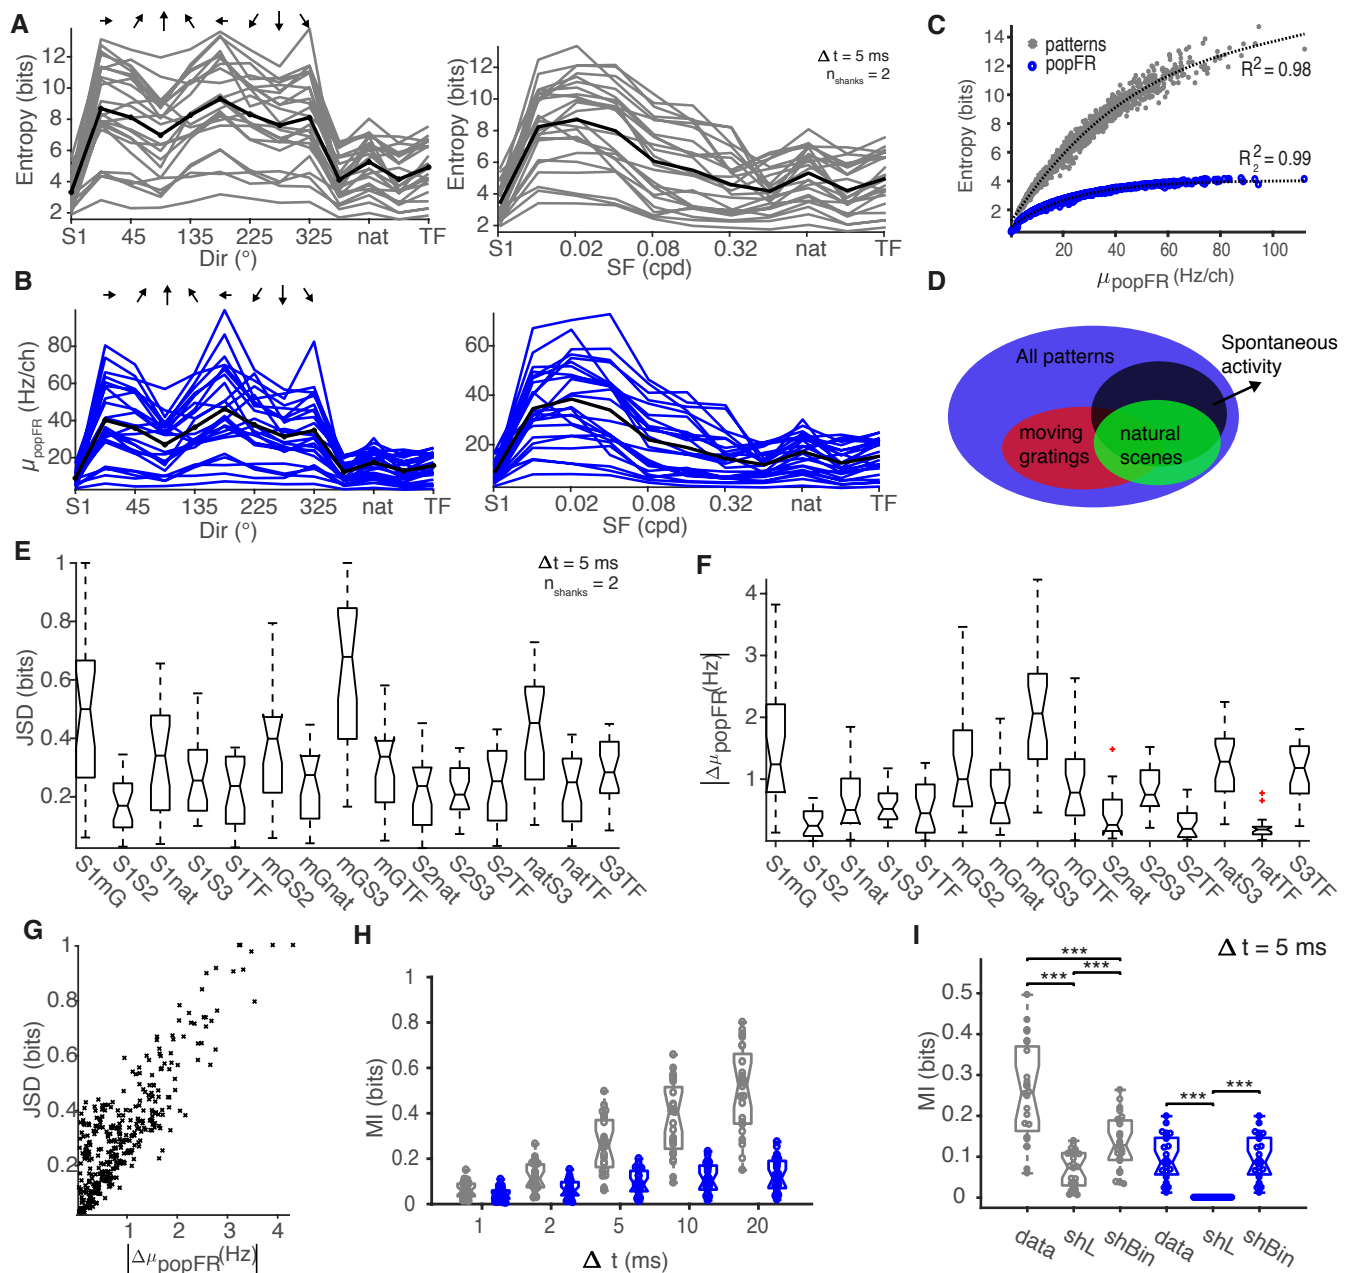 A
Entropy (bits)
12
10
8
6
4
2
S1
45
135
225
325
nat
TF
Dir (°)
Entropy (bits)
12
10
8
6
4
2
Δ t = 5 ms
n shanks = 2
S1
0.02
0.08
0.32
nat
TF
SF (cpd)
C
Entropy (bits)
14
12
10
8
6
4
2
patterns
popFR
R² = 0.98
R₂² = 0.99
20
40
60
80
100
μ popFR (Hz/ch)
B
μ popFR (Hz/ch)
80
60
40
20
S1
45
135
225
325
nat
TF
Dir (°)
60
40
20
S1
0.02
0.08
0.32
nat
TF
SF (cpd)
D
All patterns
Spontaneous
activity
moving
gratings
natural
scenes
E
JSD (bits)
1
0.8
0.6
0.4
0.2
Δ t = 5 ms
n shanks = 2
S1mG
S1S2
S1nat
S1S3
S1TF
mGS2
mGnat
mGS3
mGTF
S2nat
S2S3
S2TF
natS3
natTF
S3TF
F
|Δμ popFR (Hz)|
4
3
2
1
S1mG
S1S2
S1nat
S1S3
S1TF
mGS2
mGnat
mGS3
mGTF
S2nat
S2S3
S2TF
natS3
natTF
S3TF
G
JSD (bits)
1
0.8
0.6
0.4
0.2
1
2
3
4
|Δμ popFR (Hz)|
H
MI (bits)
1
0.8
0.6
0.4
0.2
0
1
2
5
10
20
Δ t (ms)
I
Δ t = 5 ms
MI (bits)
0.5
0.4
0.3
0.2
0.1
0
***
***
***
***
***
data
shL
shBin
data
shL
shBin